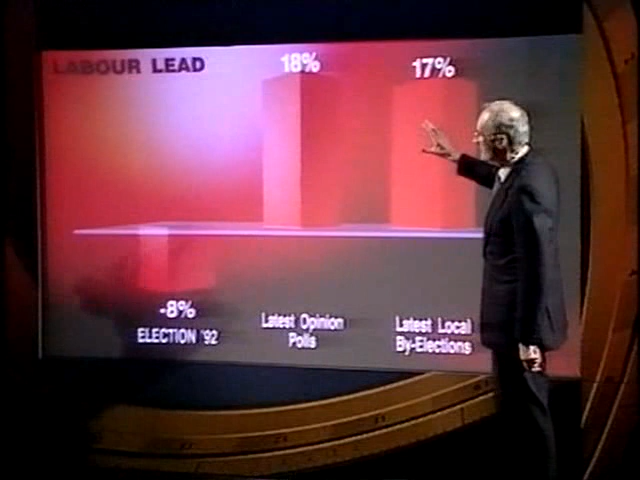 LABOUR LEAD
18%
17%
-8%
ELECTION '92
Latest Opinion
Polls
Latest Local
By-Elections